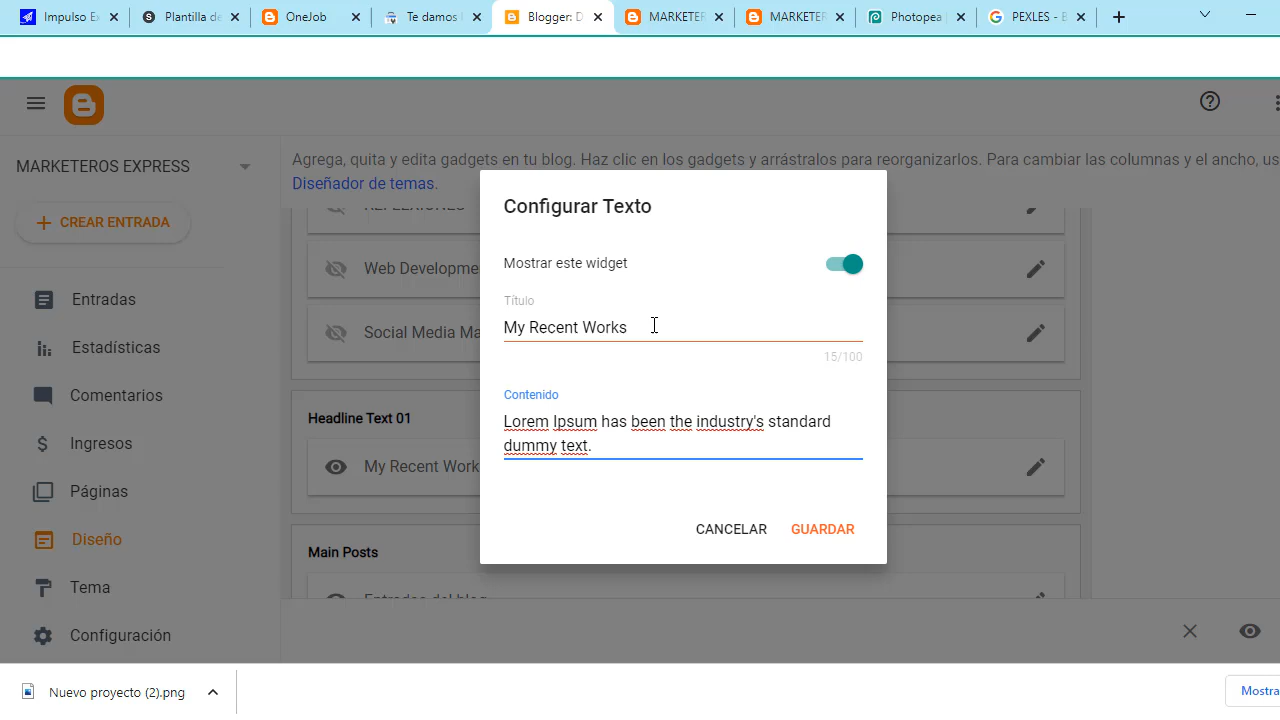 Impulso E
Plantilla de
OneJob
Te damos l
Blogger: D
MARKETER
MARKETER
Photopea
PEXLES - B
MARKETEROS EXPRESS
CREAR ENTRADA
Entradas
Estadísticas
Comentarios
Ingresos
Páginas
Diseño
Tema
Configuración
Agrega, quita y edita gadgets en tu blog. Haz clic en los gadgets y arrástralos para reorganizarlos. Para cambiar las columnas y el ancho, us
Diseñador de temas.
REFLEXIONES
Web Developme
Social Media Ma
Headline Text 01
My Recent Work
Main Posts
Entradas del blog
Configurar Texto
Mostrar este widget
Título
My Recent Works
15/100
Contenido
Lorem Ipsum has been the industry's standard
dummy text.
CANCELAR GUARDAR
Nuevo proyecto (2).png
Mostra